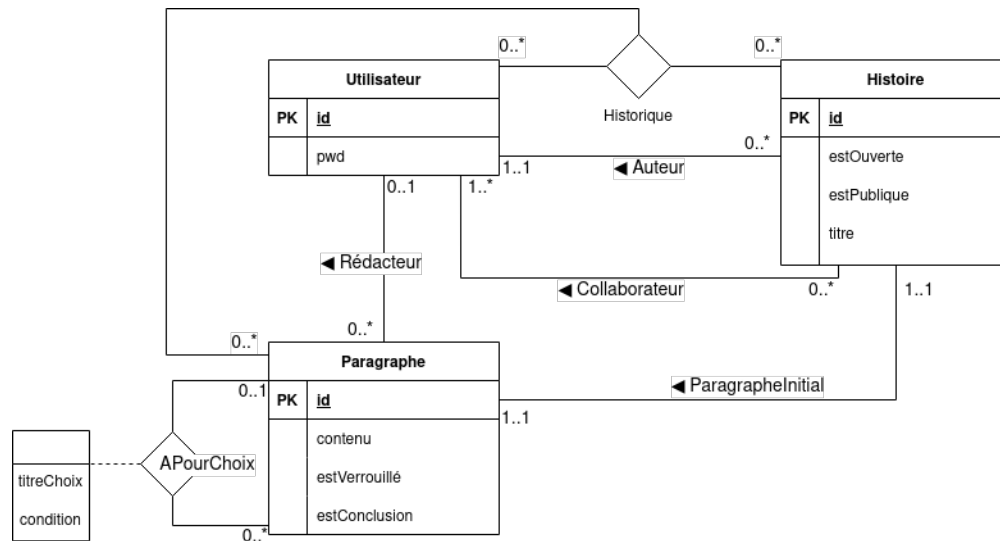 0..*
0..*
Utilisateur
Histoire
PK
id
Historique
PK
id
pwd
0..*
estOuverte
1..1
◀ Auteur
0..1
1..*
estPublique
titre
◀ Rédacteur
◀ Collaborateur
0..*
1..1
0..*
0..*
Paragraphe
◀ ParagrapheInitial
0..1
PK
id
1..1
contenu
APourChoix
titreChoix
estVerrouillé
condition
estConclusion
0..*